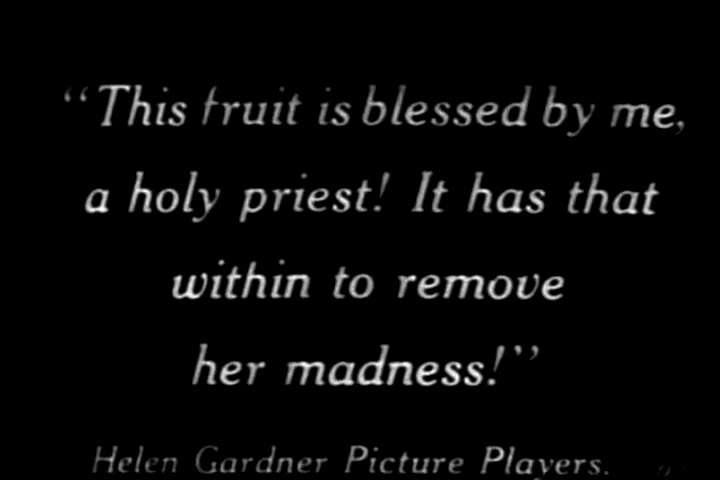 “This fruit is blessed by me,
a holy priest! It has that
within to remove
her madness!”
Helen Gardner Picture Players.